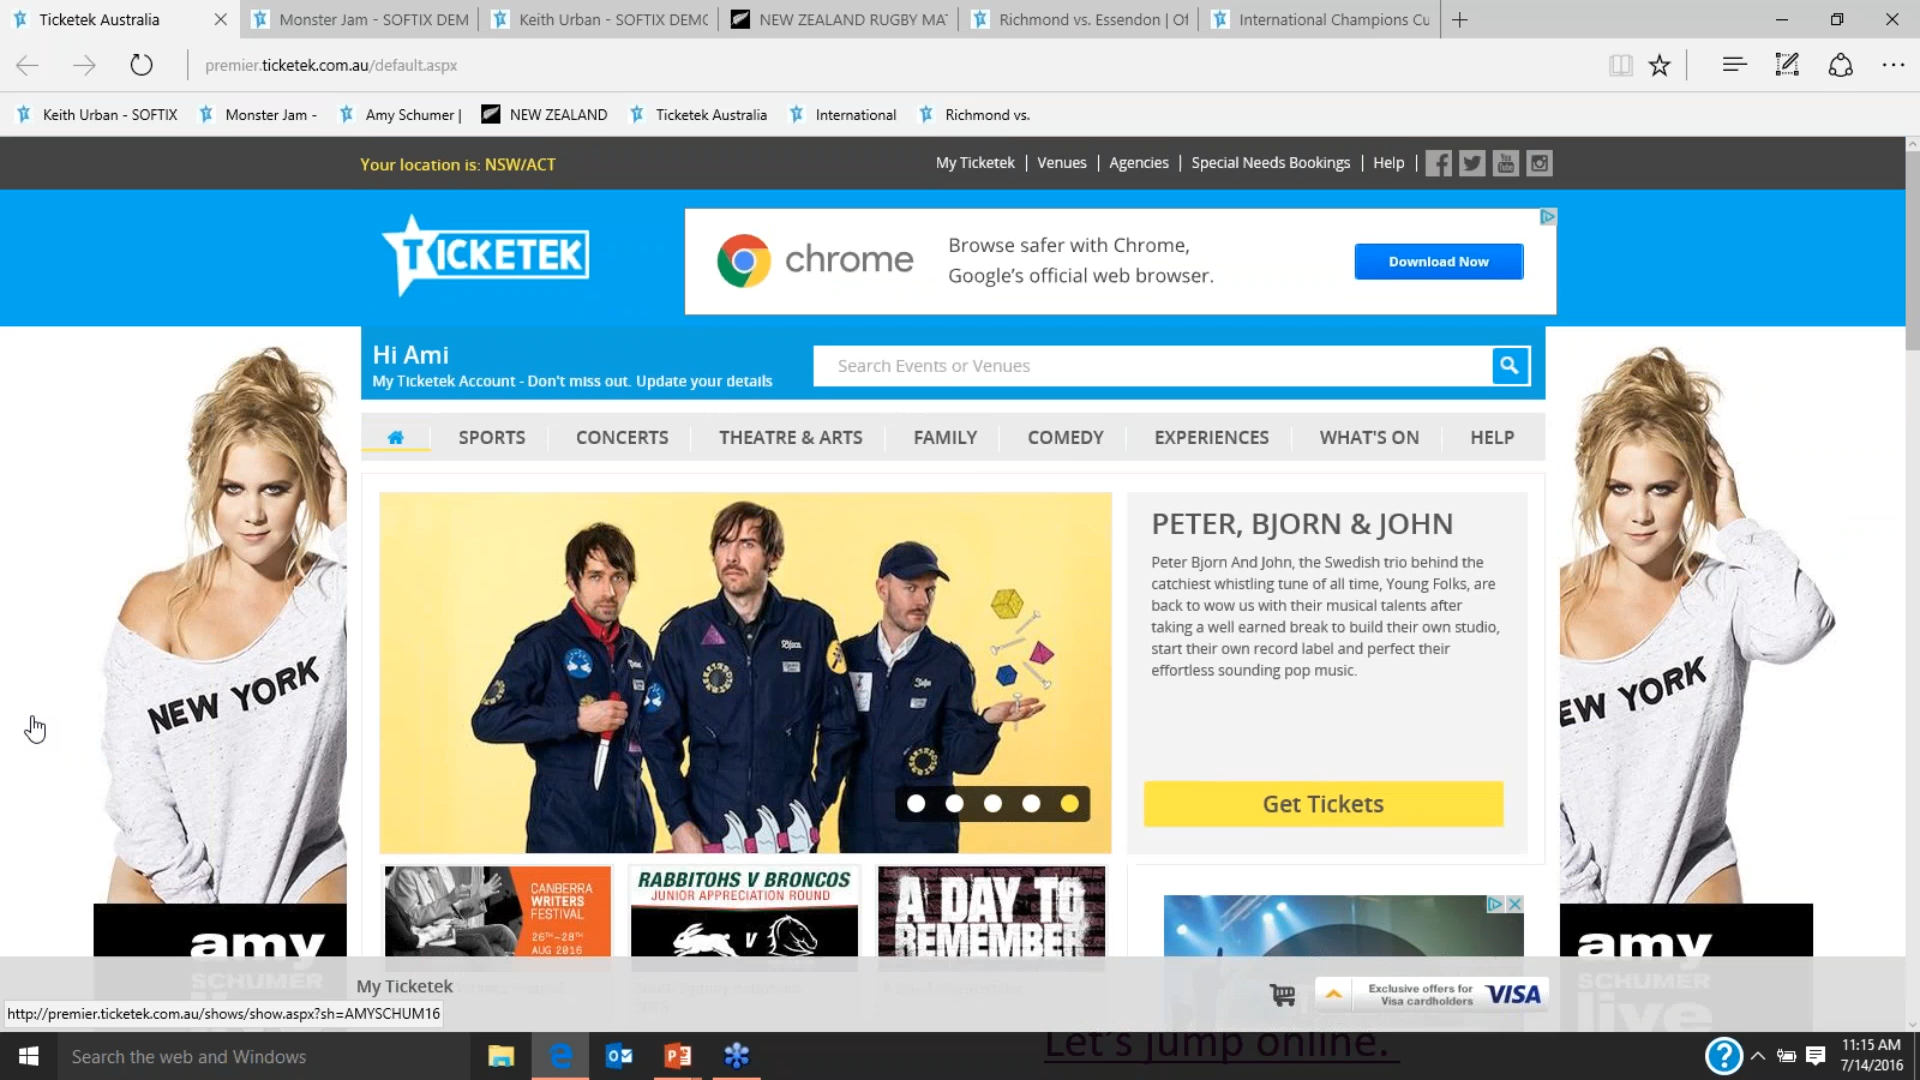 Ticketek Australia
Monster Jam - SOFTIX DEM
Keith Urban - SOFTIX DEMC
NEW ZEALAND RUGBY MA
Richmond vs. Essendon | Of
International Champions Cu
premier.ticketek.com.au/default.aspx
Keith Urban - SOFTIX
Monster Jam -
Amy Schumer |
NEW ZEALAND
Ticketek Australia
International
Richmond vs.
Your location is: NSW/ACT
My Ticketek | Venues | Agencies | Special Needs Bookings | Help |
TICKETEK
chrome
Browse safer with Chrome,
Google's official web browser.
Download Now
Hi Ami
My Ticketek Account - Don't miss out. Update your details
Search Events or Venues
SPORTS
CONCERTS
THEATRE & ARTS
FAMILY
COMEDY
EXPERIENCES
WHAT'S ON
HELP
NEW YORK
EW YORK
PETER, BJORN & JOHN
Peter Bjorn And John, the Swedish trio behind the
catchiest whistling tune of all time, Young Folks, are
back to wow us with their musical talents after
taking a well earned break to build their own studio,
start their own record label and perfect their
effortless sounding pop music.
Get Tickets
CANBERRA
WRITERS
FESTIVAL
26TH-28TH
AUG 2016
RABBITOHS V BRONCOS
JUNIOR APPRECIATION ROUND
V
A DAY TO
REMEMBER
amy
SCHUMER
amy
SCHUMER
live
My Ticketek
Exclusive offers for
Visa cardholders
VISA
http://premier.ticketek.com.au/shows/show.aspx?sh=AMYSCHUM16
Let's jump online.
Search the web and Windows
11:15 AM
7/14/2016